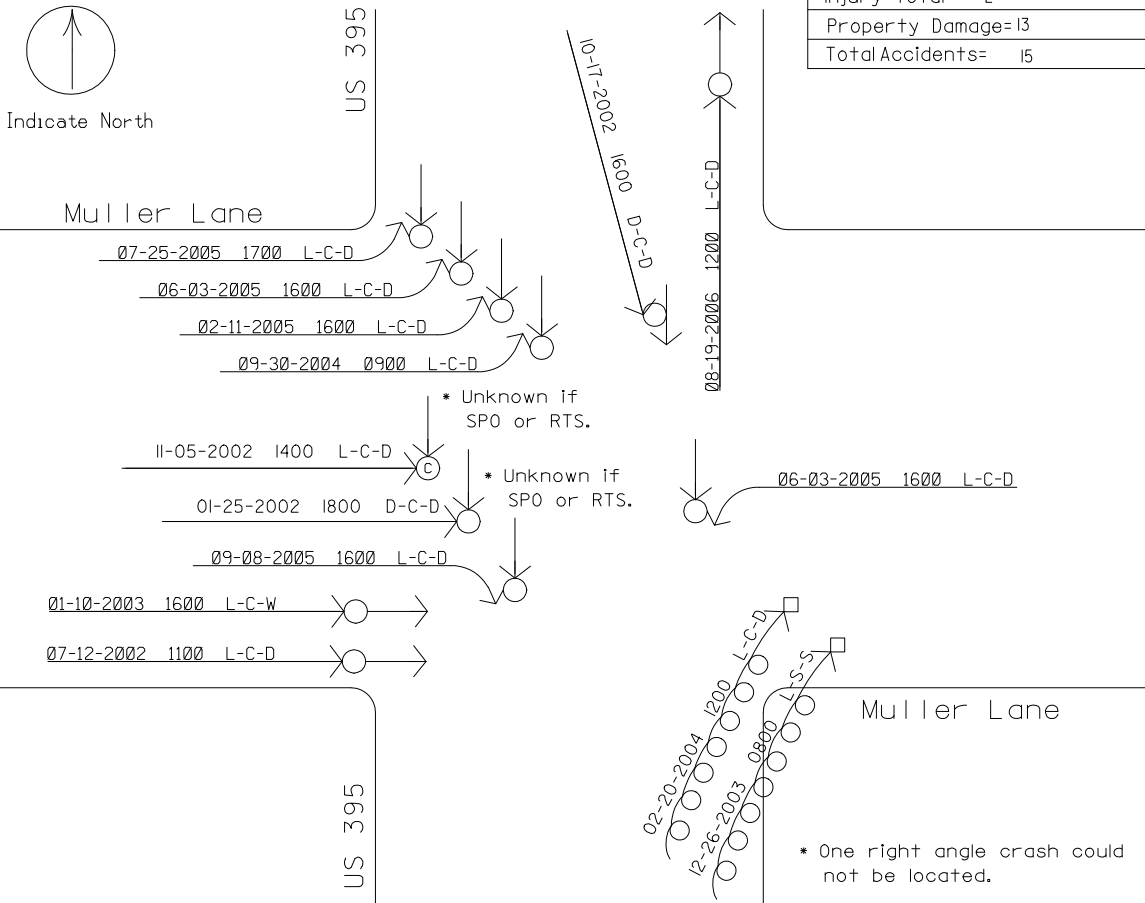 US 395
Property Damage= 13
Total Accidents= 15
Indicate North
10-17-2002 1600 D-C-D
08-19-2006 1200 L-C-D
Muller Lane
07-25-2005 1700 L-C-D
06-03-2005 1600 L-C-D
02-11-2005 1600 L-C-D
09-30-2004 0900 L-C-D
* Unknown if
SPO or RTS.
11-05-2002 1400 L-C-D
C
* Unknown if
SPO or RTS.
06-03-2005 1600 L-C-D
01-25-2002 1800 D-C-D
09-08-2005 1600 L-C-D
01-10-2003 1600 L-C-W
07-12-2002 1100 L-C-D
02-20-2004 1200 L-C-D
12-26-2003 0800 L-S-S
Muller Lane
US 395
* One right angle crash could
not be located.